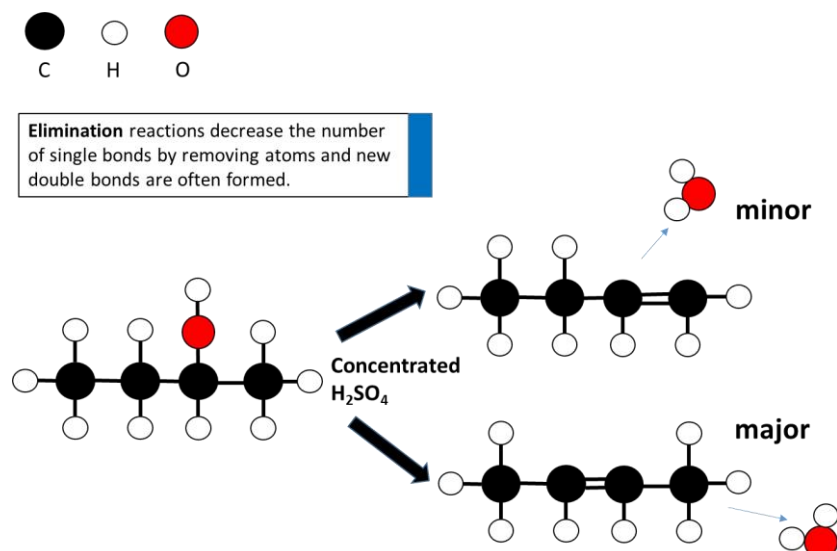 C H O
Elimination reactions decrease the number
of single bonds by removing atoms and new
double bonds are often formed.
minor
Concentrated
H₂SO₄
major